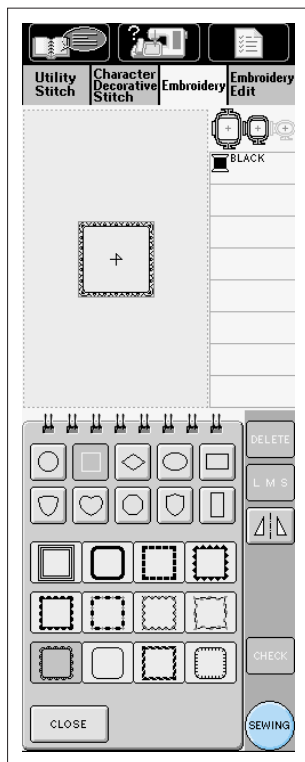 Utility
Stitch
Character
Decorative
Stitch
Embroidery
Embroidery
Edit
BLACK
DELETE
L M S
CHECK
CLOSE
SEWING